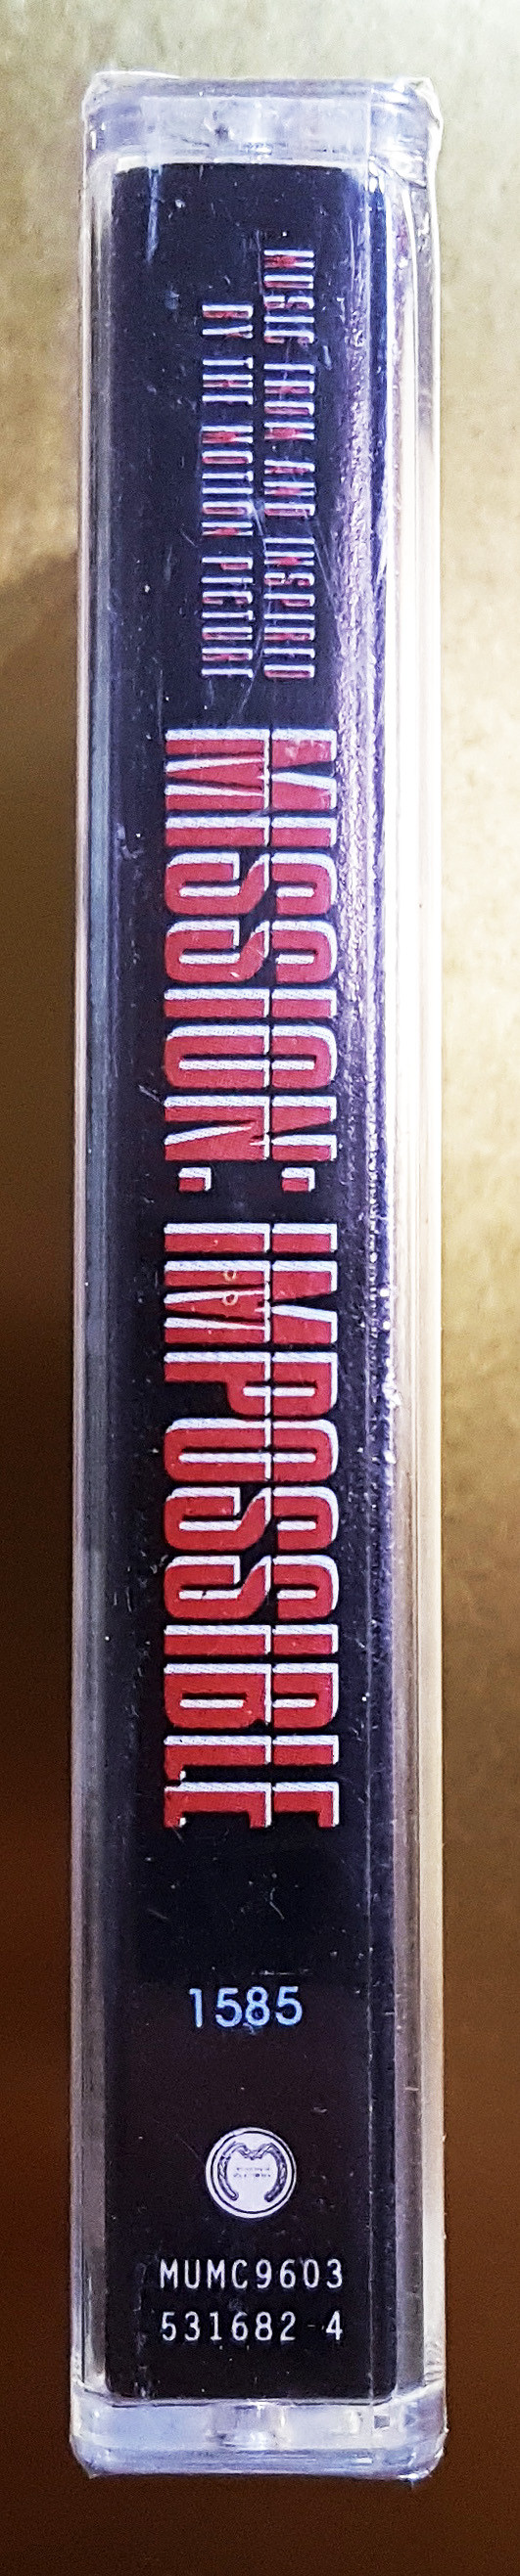 MUSIC FROM AND INSPIRED
BY THE MOTION PICTURE
MISSION: IMPOSSIBLE
1585
MUMC9603
531682-4